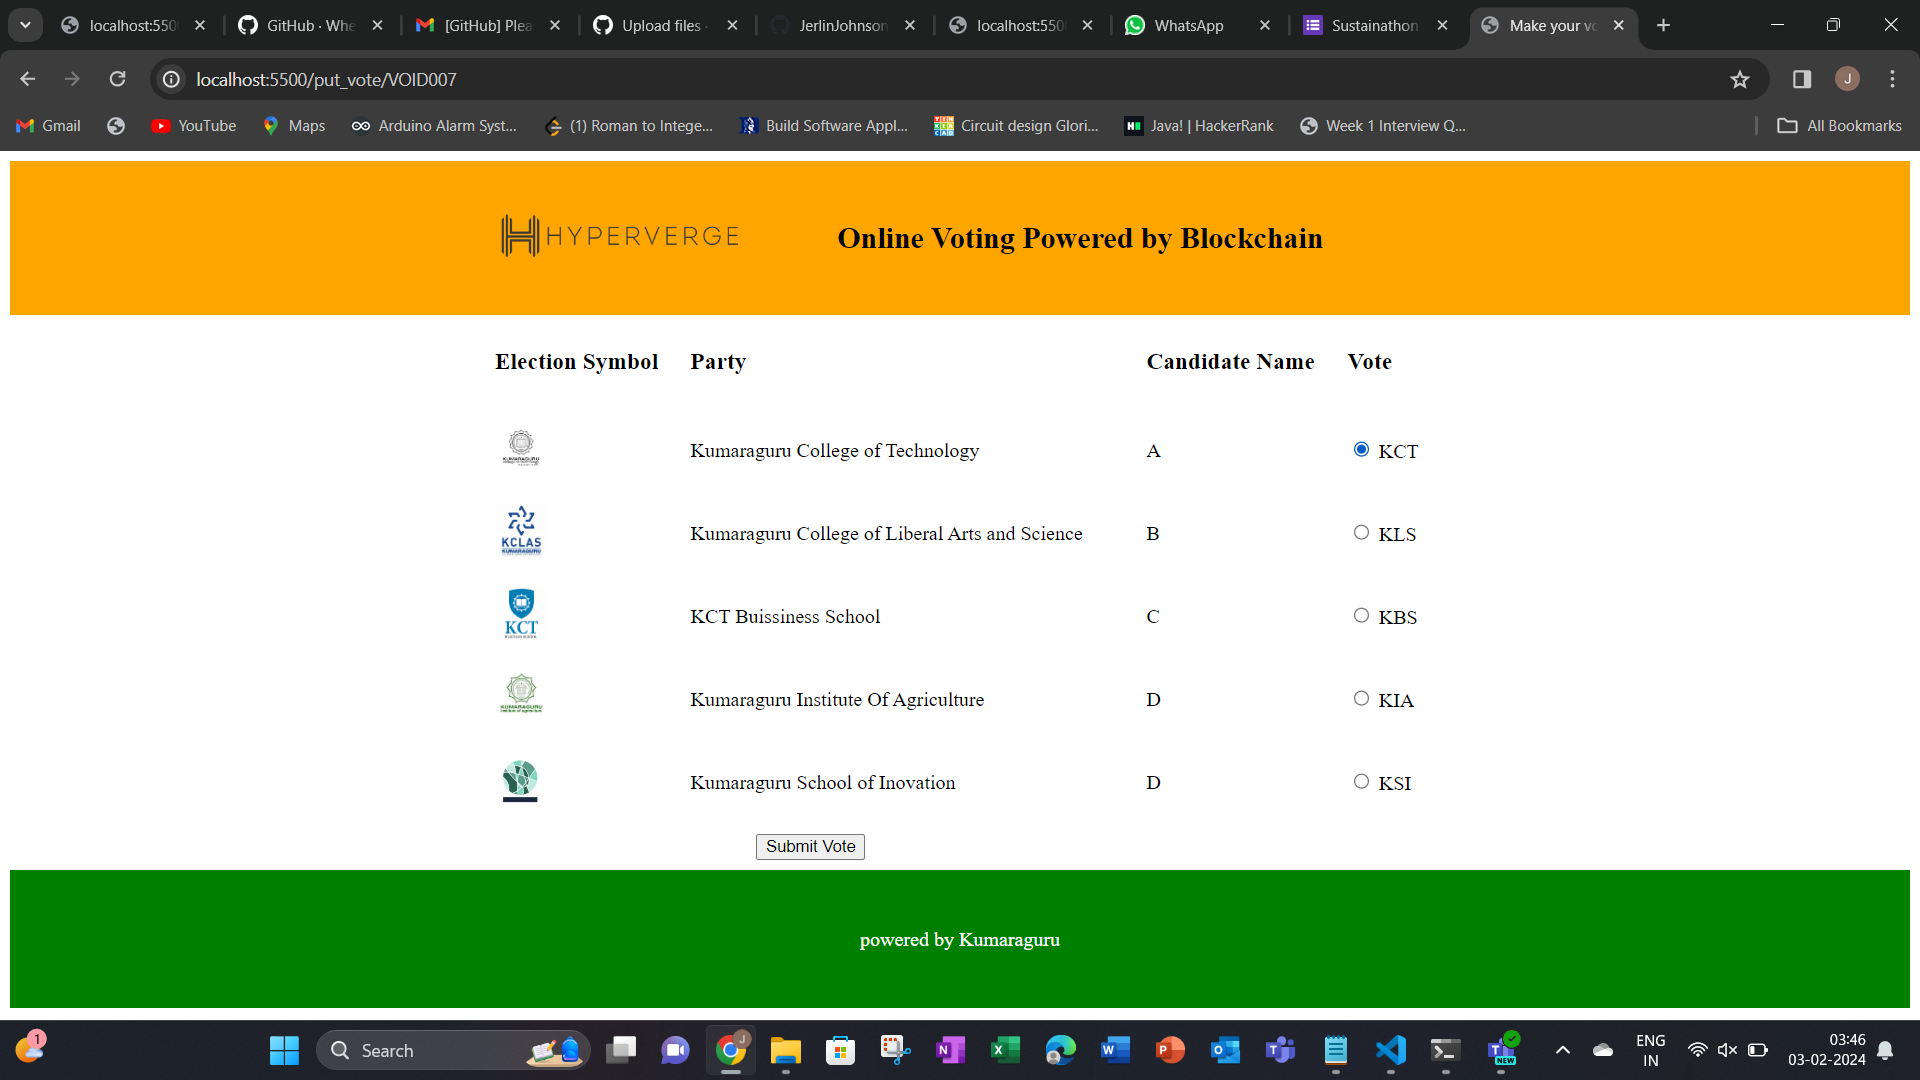 localhost:550
GitHub · Whe
[GitHub] Plea
Upload files ·
JerlinJohnson
localhost:550
WhatsApp
Sustainathon
Make your vo
localhost:5500/put_vote/VOID007
J
Gmail
YouTube
Maps
Arduino Alarm Syst...
(1) Roman to Intege...
Build Software Appl...
Circuit design Glori...
Java! | HackerRank
Week 1 Interview Q...
All Bookmarks
HYPERVERGE
Online Voting Powered by Blockchain
Election Symbol Party Candidate Name Vote
KUMARAGURU
Kumaraguru College of Technology A KCT
KCLAS
KUMARAGURU
Kumaraguru College of Liberal Arts and Science B KLS
KCT
KCT Buissiness School C KBS
KUMARAGURU
Kumaraguru Institute Of Agriculture D KIA
Kumaraguru School of Inovation D KSI
Submit Vote
powered by Kumaraguru
1
Search
J
NEW
ENG
IN
03:46
03-02-2024